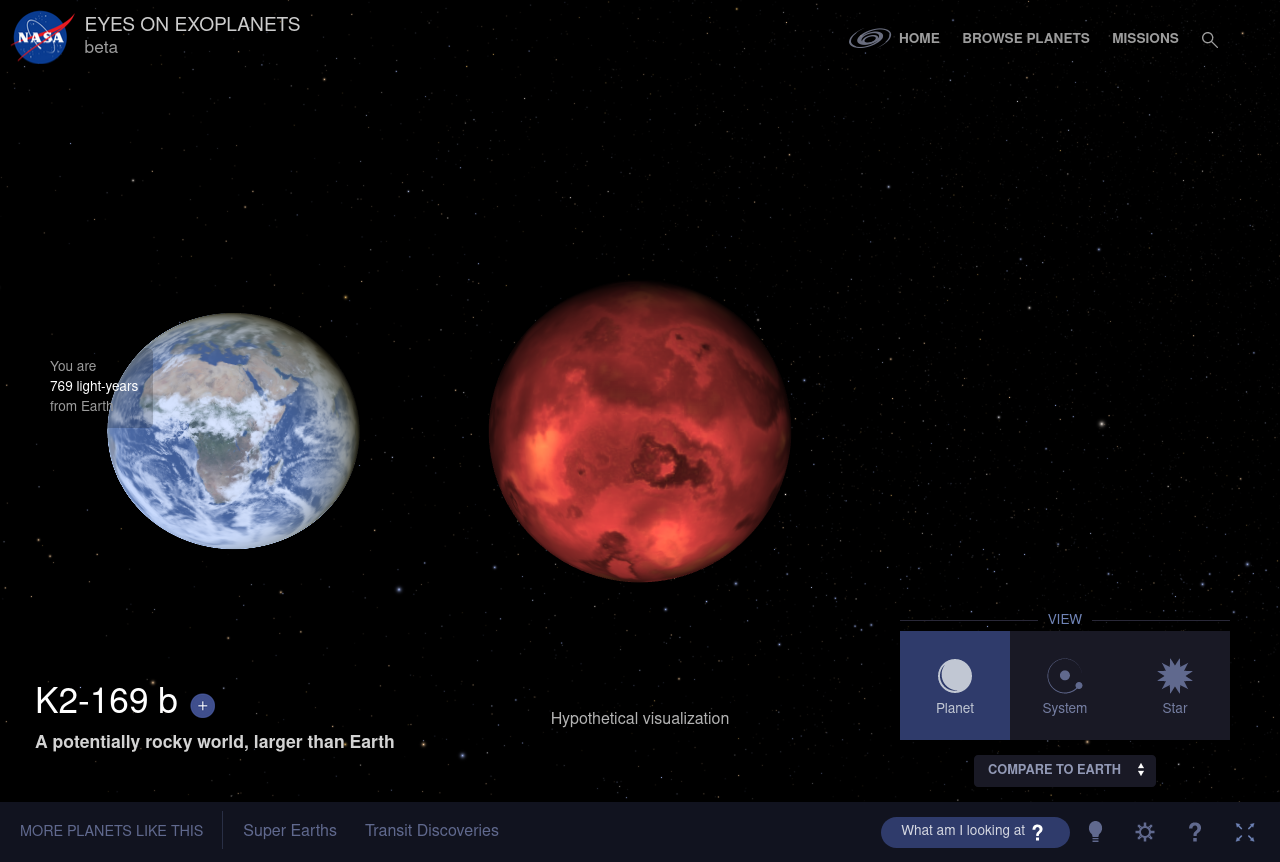 NASA
EYES ON EXOPLANETS
beta
HOME
BROWSE PLANETS
MISSIONS
You are
769 light-years
from Earth
K2-169 b
+
A potentially rocky world, larger than Earth
Hypothetical visualization
VIEW
Planet
System
Star
COMPARE TO EARTH
MORE PLANETS LIKE THIS
Super Earths
Transit Discoveries
What am I looking at ?
?